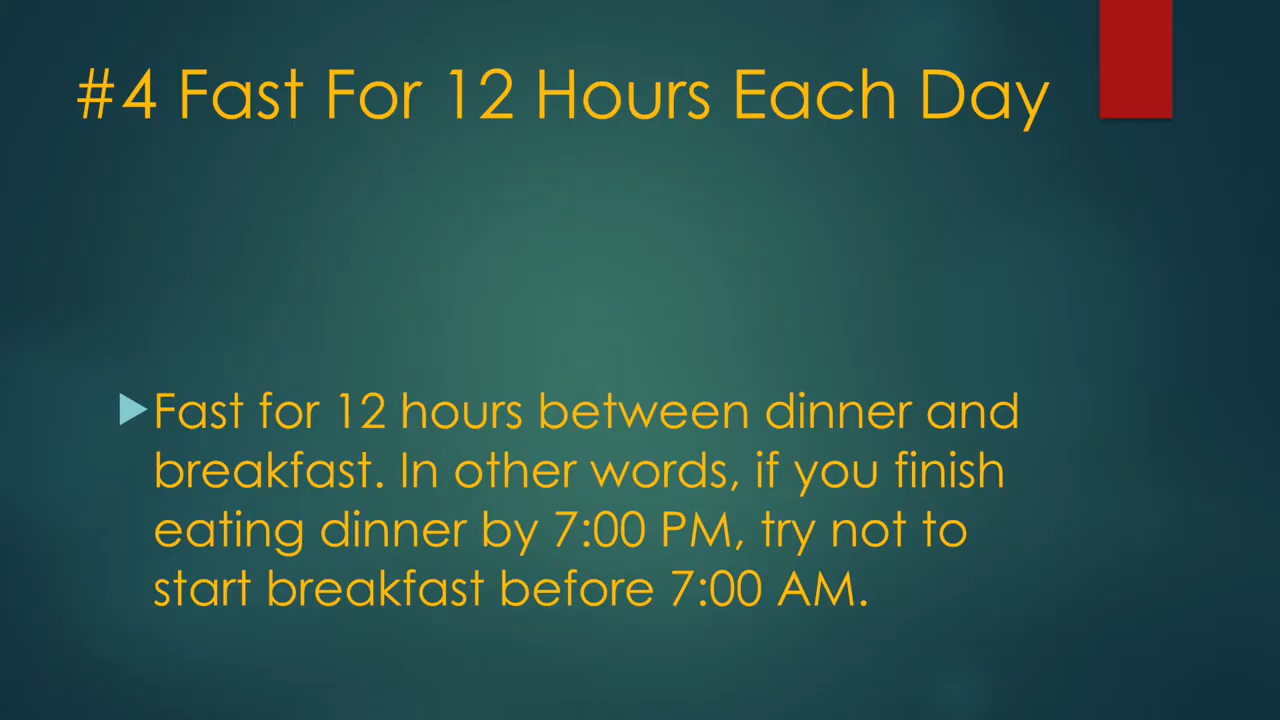 #4 Fast For 12 Hours Each Day
Fast for 12 hours between dinner and
breakfast. In other words, if you finish
eating dinner by 7:00 PM, try not to
start breakfast before 7:00 AM.